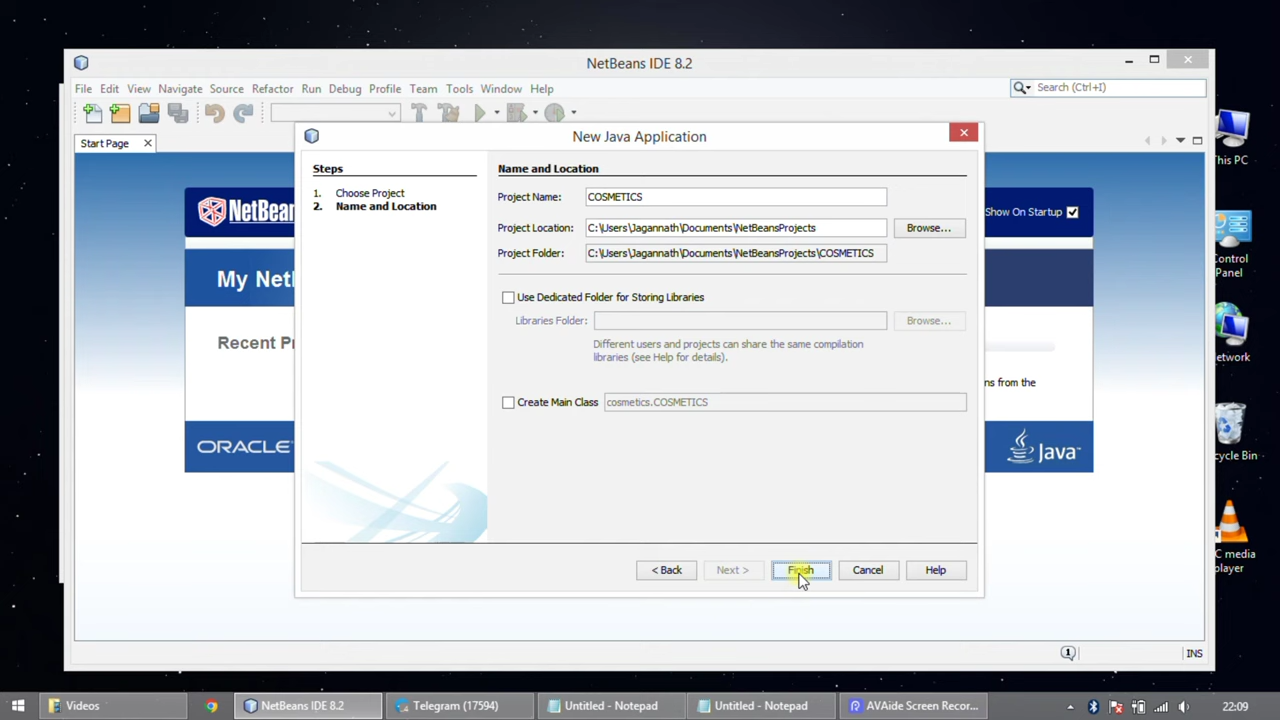 NetBeans IDE 8.2
File Edit View Navigate Source Refactor Run Debug Profile Team Tools Window Help
Search (Ctrl+I)
Start Page
New Java Application
Steps
1. Choose Project
2. Name and Location
Name and Location
Project Name: COSMETICS
Project Location: C:\Users\Jagannath\Documents\NetBeansProjects Browse...
Project Folder: C:\Users\Jagannath\Documents\NetBeansProjects\COSMETICS
Use Dedicated Folder for Storing Libraries
Libraries Folder: Browse...
Different users and projects can share the same compilation
libraries (see Help for details).
Create Main Class cosmetics.COSMETICS
< Back Next > Finish Cancel Help
NetBean
Show On Startup
My Netl
Recent P
ns from the
ORACLE
Java
This PC
Control
Panel
etwork
cycle Bin
C media
player
1
INS
Videos
NetBeans IDE 8.2
Telegram (17594)
Untitled - Notepad
Untitled - Notepad
AVAide Screen Recor...
22:09